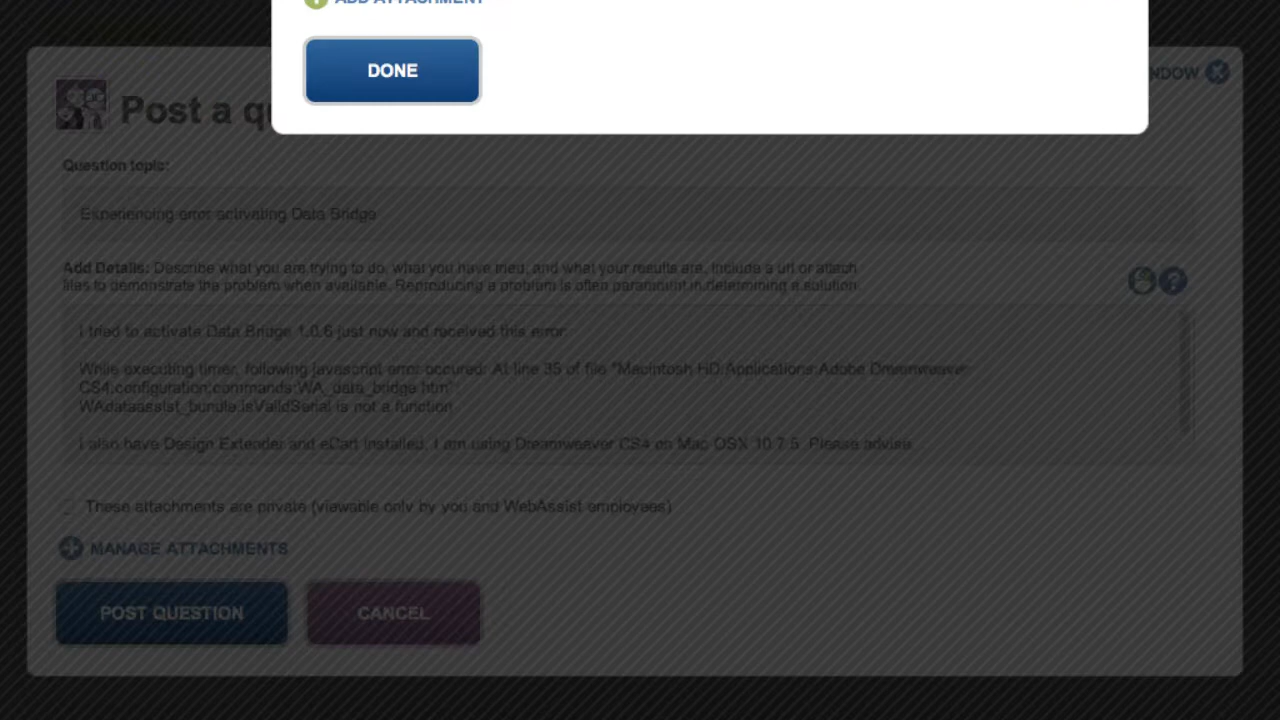 ADD ATTACHMENT
DONE
NDOW
Post a q
Question topic:
Experiencing error activating Data Bridge
Add Details: Describe what you are trying to do, what you have tried, and what your results are. Include a url or attach
files to demonstrate the problem when available. Reproducing a problem is often paramount in determining a solution.
I tried to activate Data Bridge 1.0.6 just now and received this error:
While executing timer, following javascript error occured: At line 35 of file "Macintosh HD:Applications:Adobe Dreamweaver
CS4:configuration:commands:WA_data_bridge.htm"
WAdataassist_bundle.isValidSerial is not a function
I also have Design Extender and eCart installed. I am using Dreamweaver CS4 on Mac OSX 10.7.5. Please advise.
These attachments are private (viewable only by you and WebAssist employees)
MANAGE ATTACHMENTS
POST QUESTION
CANCEL